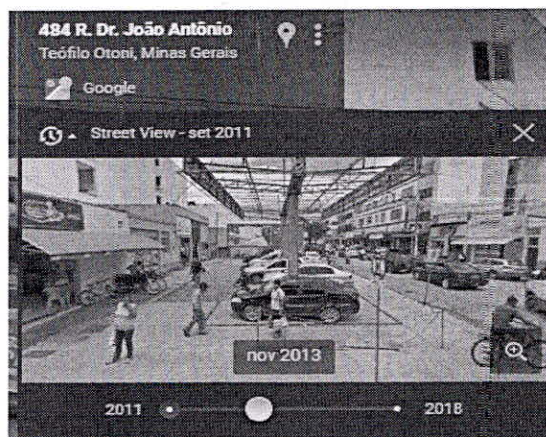 484 R. Dr. João Antônio
Teófilo Otoni, Minas Gerais
Google
Street View - set 2011
nov 2013
2011
2018